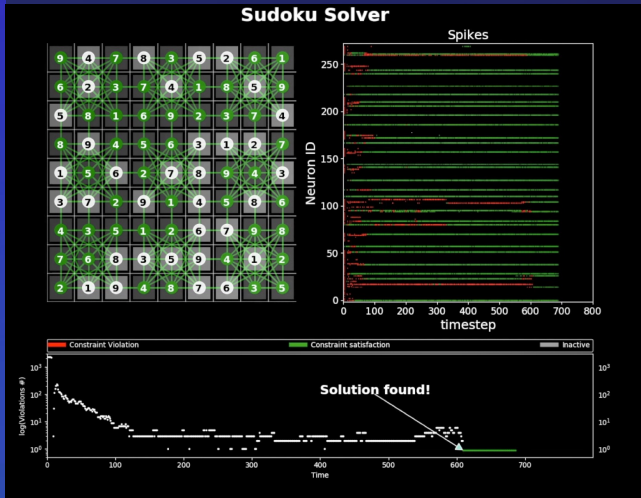 Sudoku Solver
9 4 7 8 3 5 2 6 1
6 2 3 7 4 1 8 5 9
5 8 1 6 9 2 3 7 4
8 9 4 5 6 3 1 2 7
1 5 6 2 7 8 9 4 3
3 7 2 9 1 4 5 8 6
4 3 5 1 2 6 7 9 8
7 6 8 3 5 9 4 1 2
2 1 9 4 8 7 6 3 5
Spikes
Neuron ID
250
200
150
100
50
0
0 100 200 300 400 500 600 700 800
timestep
Constraint Violation Constraint satisfaction Inactive
log(Violations #)
10³ 10³
10² 10²
10¹ 10¹
10⁰ 10⁰
Solution found!
0 100 200 300 400 500 600 700
Time